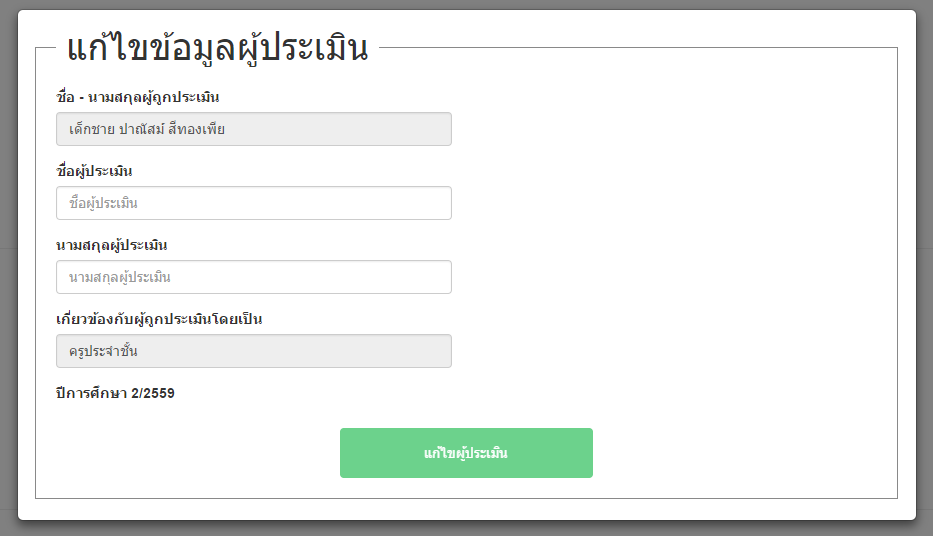 แก้ไขข้อมูลผู้ประเมิน
ชื่อ - นามสกุลผู้ถูกประเมิน
เด็กชาย ปาณัสม์ สีทองเพีย
ชื่อผู้ประเมิน
ชื่อผู้ประเมิน
นามสกุลผู้ประเมิน
นามสกุลผู้ประเมิน
เกี่ยวข้องกับผู้ถูกประเมินโดยเป็น
ครูประจำชั้น
ปีการศึกษา 2/2559
แก้ไขผู้ประเมิน